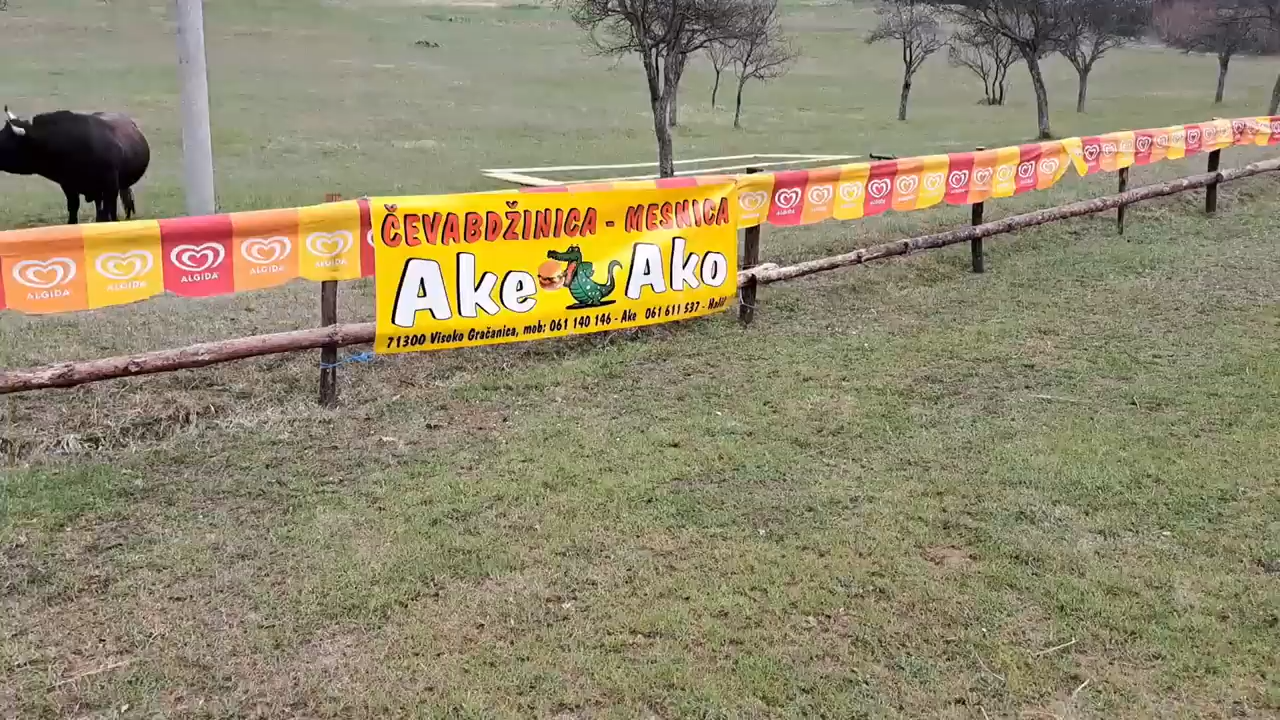 ČEVABDŽINICA - MESNICA
Ake Ako
71300 Visoko Gračanica, mob: 061 140 146 - Ake 061 611 537 - Halil
ALGIDA ALGIDA ALGIDA ALGIDA ALGIDA